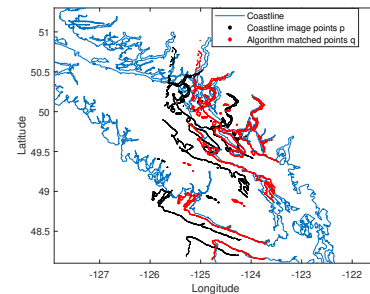 Coastline
Coastline image points p
Algorithm matched points q
51
50.5
50
49.5
49
48.5
Latitude
-127
-126
-125
-124
-123
-122
Longitude